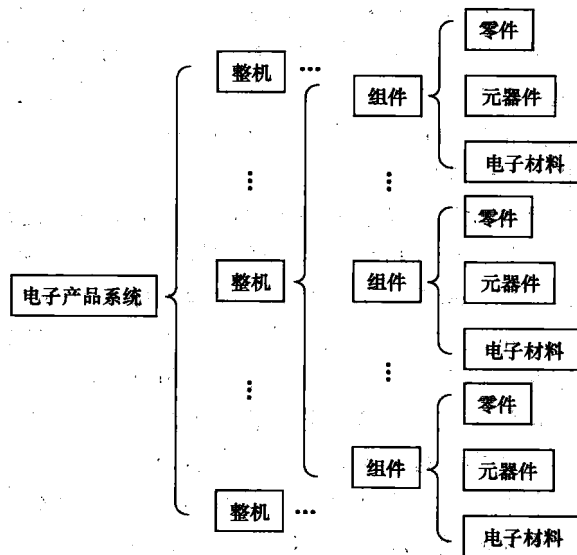 零件
整机 …
组件
元器件
电子材料
零件
电子产品系统
整机
组件
元器件
电子材料
零件
组件
元器件
整机 …
电子材料